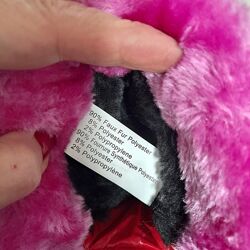 90% Faux Fur Polyester
8% Polyester
2% Polypropylene
90% Fourrure Synthétique Polyester
8% Polyester
2% Polypropylène